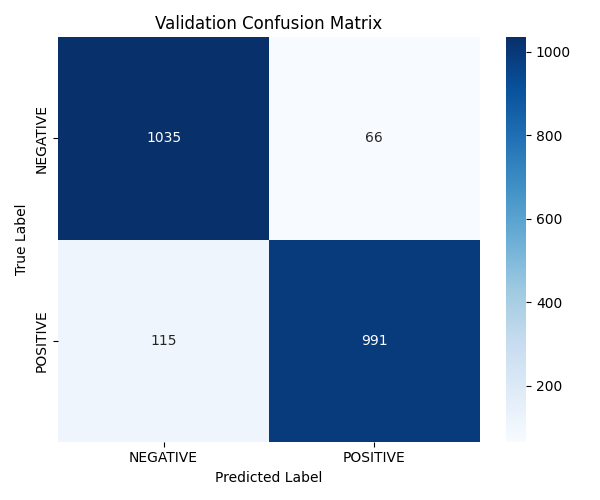 Validation Confusion Matrix
True Label
NEGATIVE
POSITIVE
1035
66
115
991
NEGATIVE
POSITIVE
Predicted Label
1000
800
600
400
200